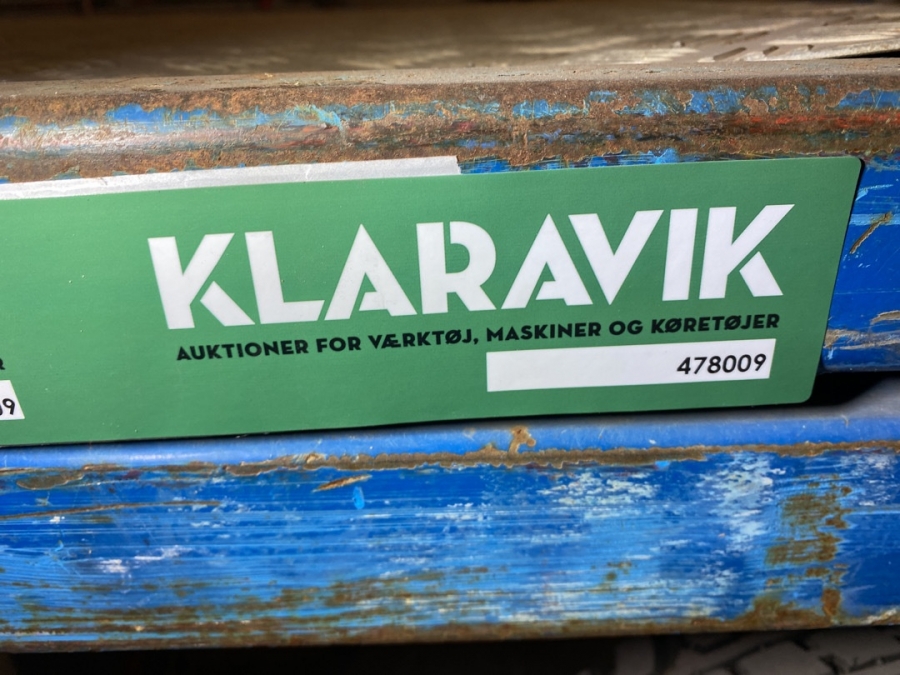 KLARAVIK
AUKTIONER FOR VÆRKTØJ, MASKINER OG KØRETØJER
478009